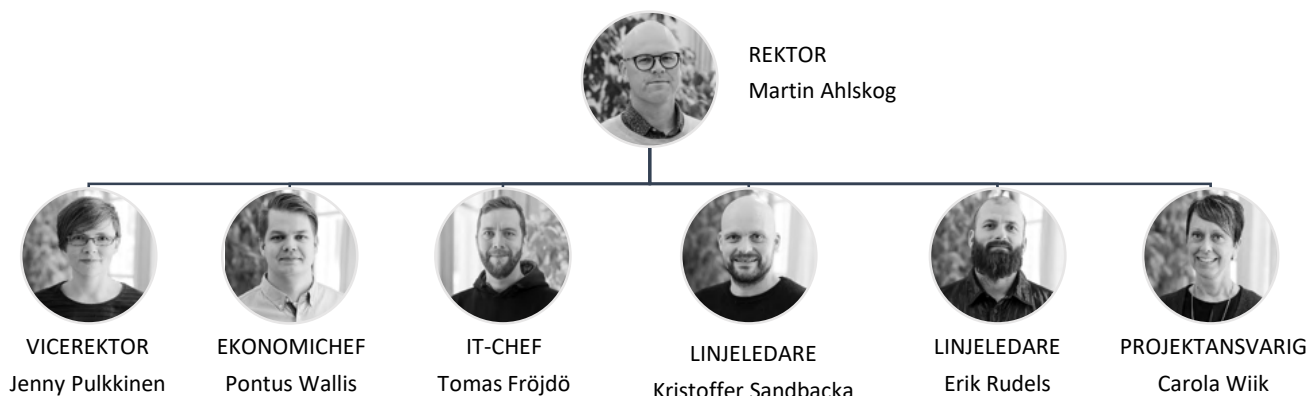 REKTOR
Martin Ahlskog
VICEREKTOR
Jenny Pulkkinen
EKONOMICHEF
Pontus Wallis
IT-CHEF
Tomas Fröjdö
LINJELEDARE
Kristoffer Sandbacka
LINJELEDARE
Erik Rudels
PROJEKTANSVARIG
Carola Wiik